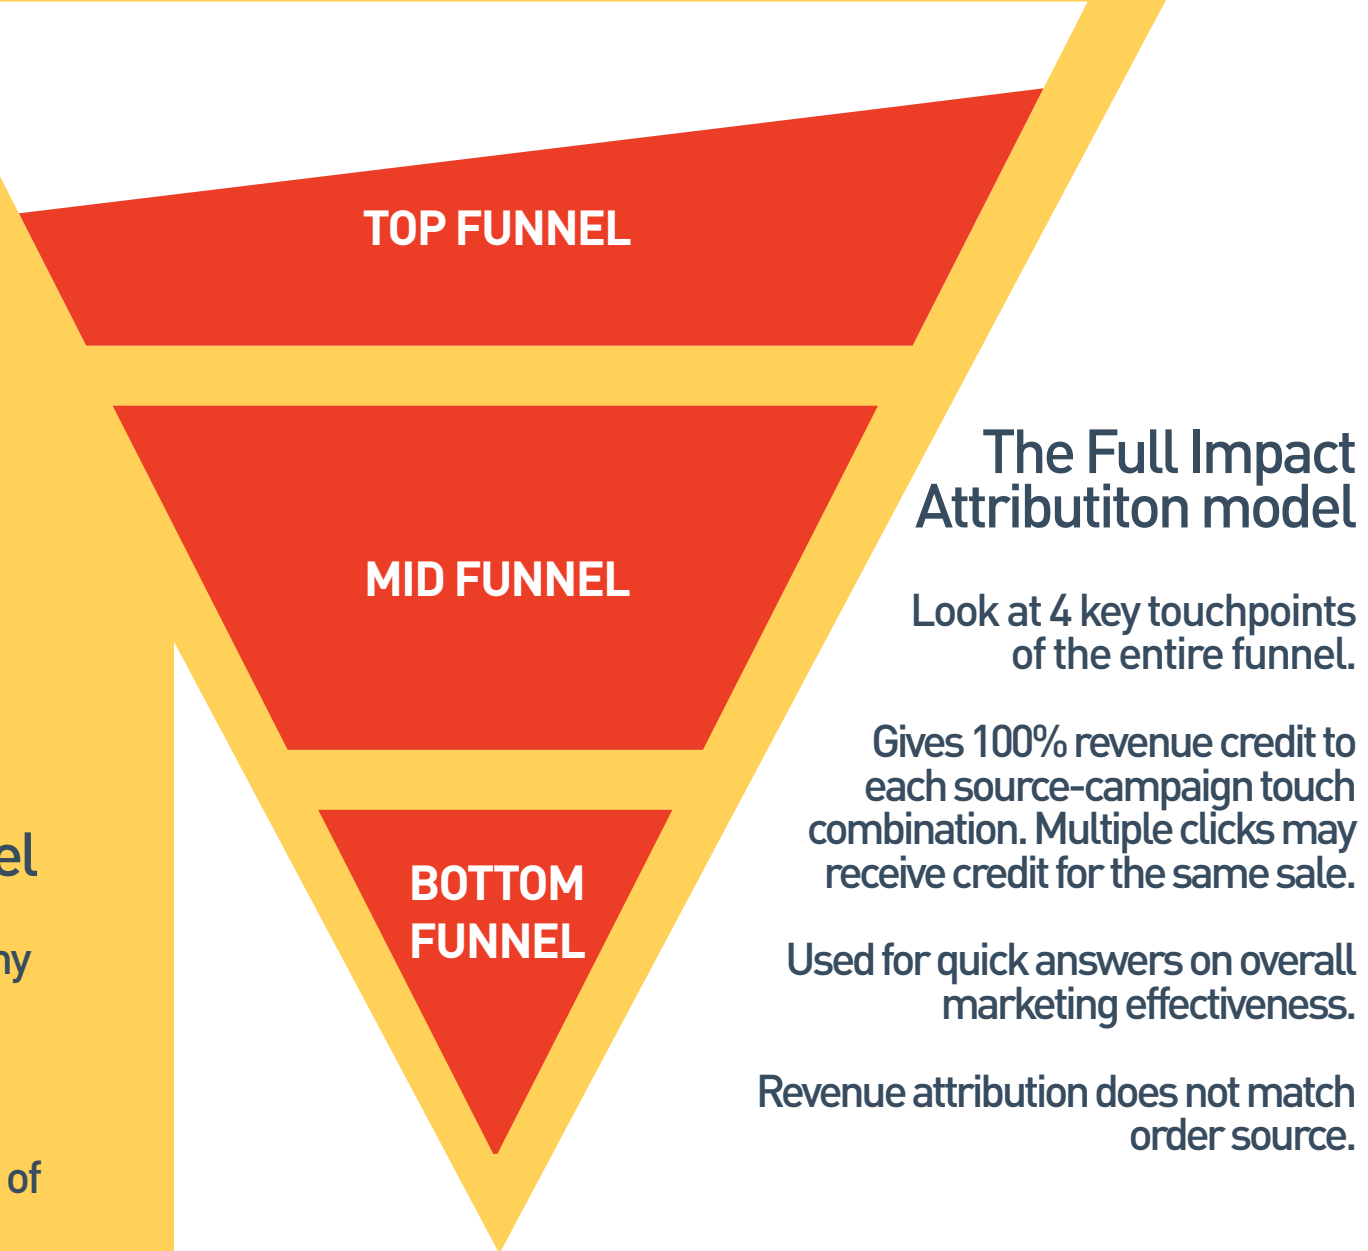 TOP FUNNEL
MID FUNNEL
BOTTOM
FUNNEL
The Full Impact
Attributiton model
Look at 4 key touchpoints
of the entire funnel.
Gives 100% revenue credit to
each source-campaign touch
combination. Multiple clicks may
receive credit for the same sale.
Used for quick answers on overall
marketing effectiveness.
Revenue attribution does not match
order source.
of